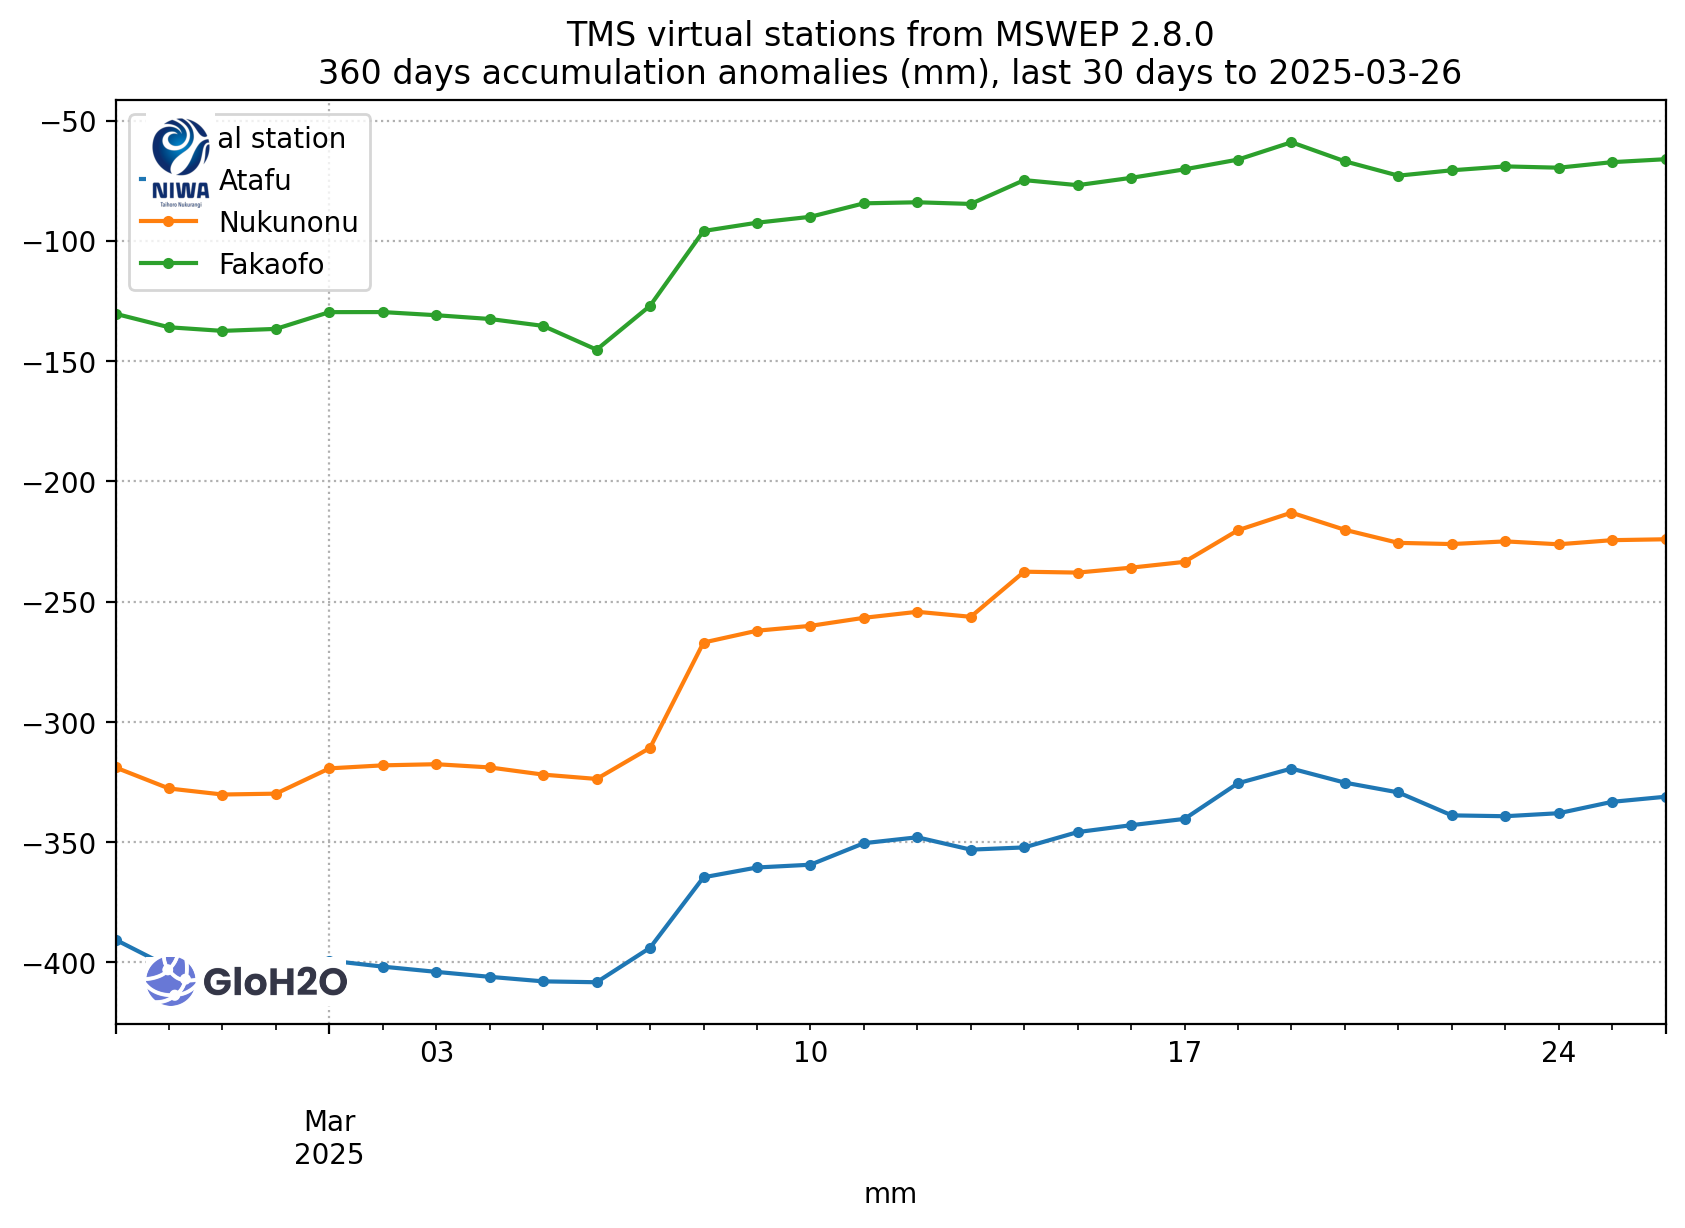 TMS virtual stations from MSWEP 2.8.0
360 days accumulation anomalies (mm), last 30 days to 2025-03-26
al station
Atafu
Nukunonu
Fakaofo
NIWA
Taihoro Nukurangi
−50
−100
−150
−200
−250
−300
−350
−400
GloH2O
03
10
17
24
Mar
2025
mm